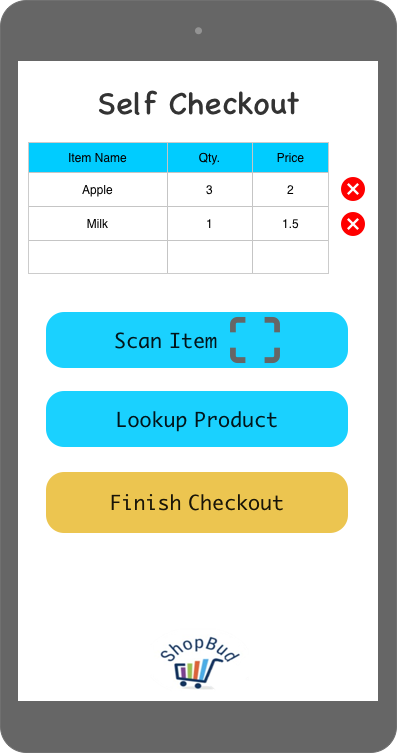 Self Checkout
Item Name Qty. Price
Apple 3 2
Milk 1 1.5
Scan Item
Lookup Product
Finish Checkout
ShopBud